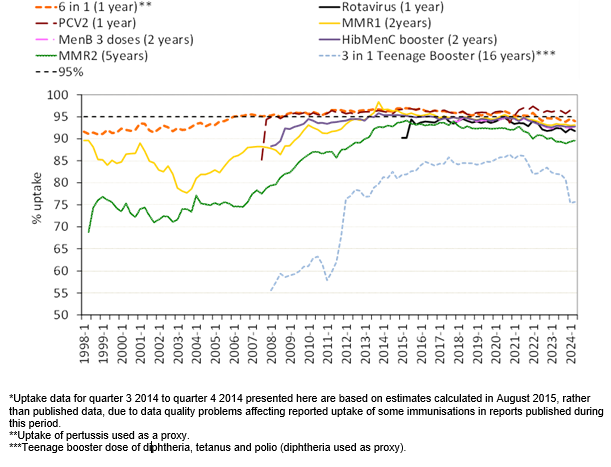 6 in 1 (1 year)**
Rotavirus (1 year)
PCV2 (1 year)
MMR1 (2years)
MenB 3 doses (2 years)
HibMenC booster (2 years)
MMR2 (5years)
3 in 1 Teenage Booster (16 years)***
95%
% uptake
100
95
90
85
80
75
70
65
60
55
50
1998-1
1999-1
2000-1
2001-1
2002-1
2003-1
2004-1
2005-1
2006-1
2007-1
2008-1
2009-1
2010-1
2011-1
2012-1
2013-1
2014-1
2015-1
2016-1
2017-1
2018-1
2019-1
2020-1
2021-1
2022-1
2023-1
2024-1
*Uptake data for quarter 3 2014 to quarter 4 2014 presented here are based on estimates calculated in August 2015, rather
than published data, due to data quality problems affecting reported uptake of some immunisations in reports published during
this period.
**Uptake of pertussis used as a proxy.
***Teenage booster dose of diphtheria, tetanus and polio (diphtheria used as proxy).